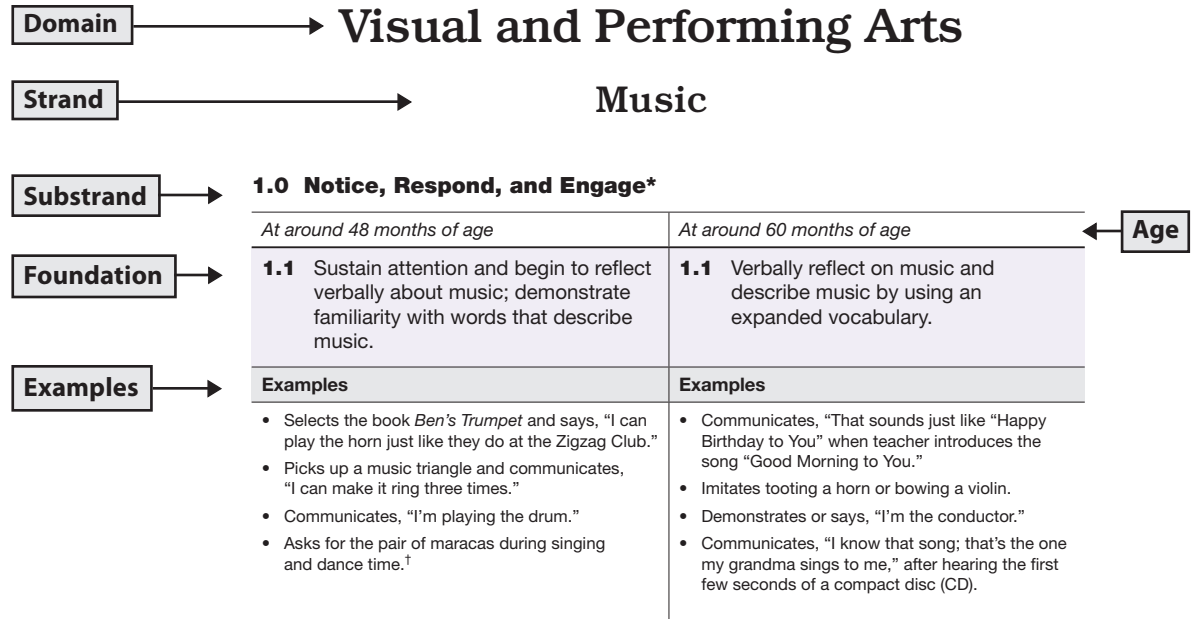 Domain
Visual and Performing Arts
Strand
Music
Substrand
1.0 Notice, Respond, and Engage*
At around 48 months of age
At around 60 months of age
Age
Foundation
1.1 Sustain attention and begin to reflect
verbally about music; demonstrate
familiarity with words that describe
music.
1.1 Verbally reflect on music and
describe music by using an
expanded vocabulary.
Examples
Examples
• Selects the book Ben's Trumpet and says, “I can
play the horn just like they do at the Zigzag Club.”
• Picks up a music triangle and communicates,
“I can make it ring three times.”
• Communicates, “I'm playing the drum.”
• Asks for the pair of maracas during singing
and dance time.†
Examples
• Communicates, “That sounds just like “Happy
Birthday to You” when teacher introduces the
song “Good Morning to You.”
• Imitates tooting a horn or bowing a violin.
• Demonstrates or says, “I'm the conductor.”
• Communicates, “I know that song; that's the one
my grandma sings to me,” after hearing the first
few seconds of a compact disc (CD).